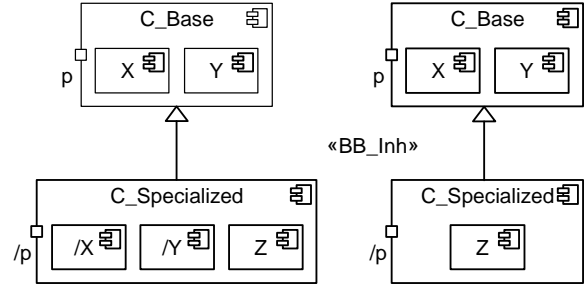 C_Base
p
X
Y
C_Specialized
/p
/X
/Y
Z
C_Base
p
X
Y
«BB_Inh»
C_Specialized
/p
Z